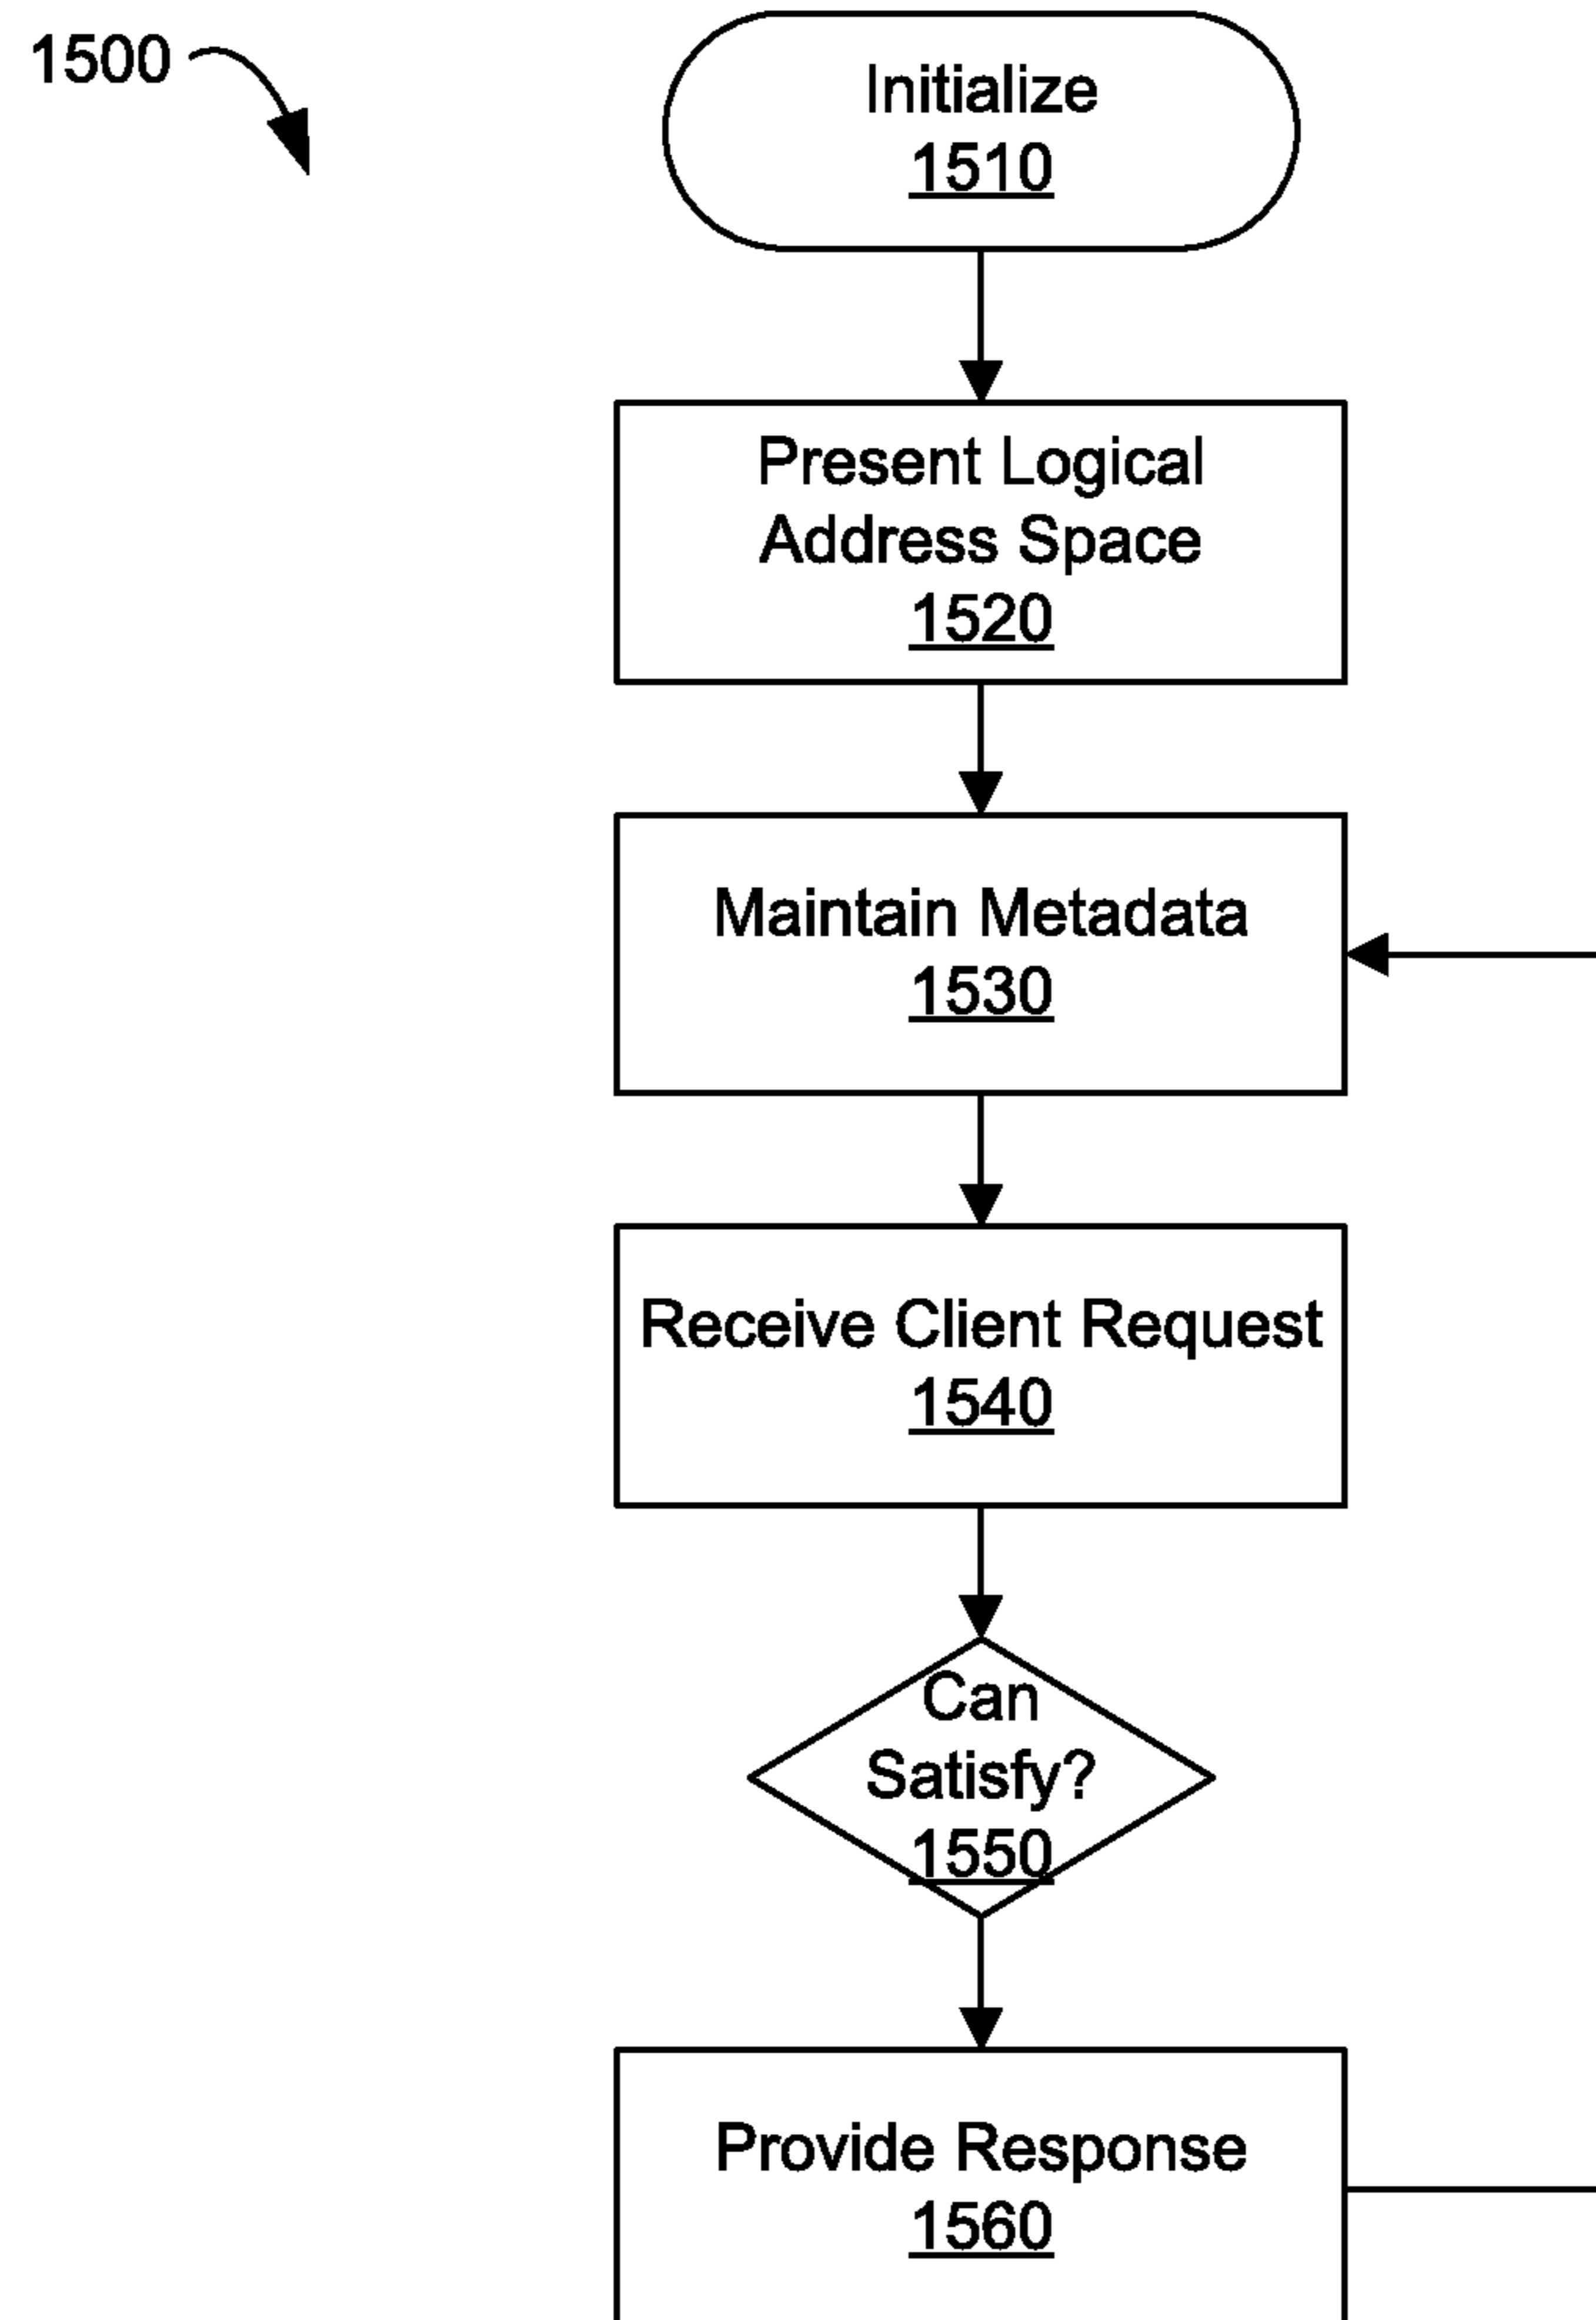 1500
Initialize
1510
Present Logical
Address Space
1520
Maintain Metadata
1530
Receive Client Request
1540
Can
Satisfy?
1550
Provide Response
1560